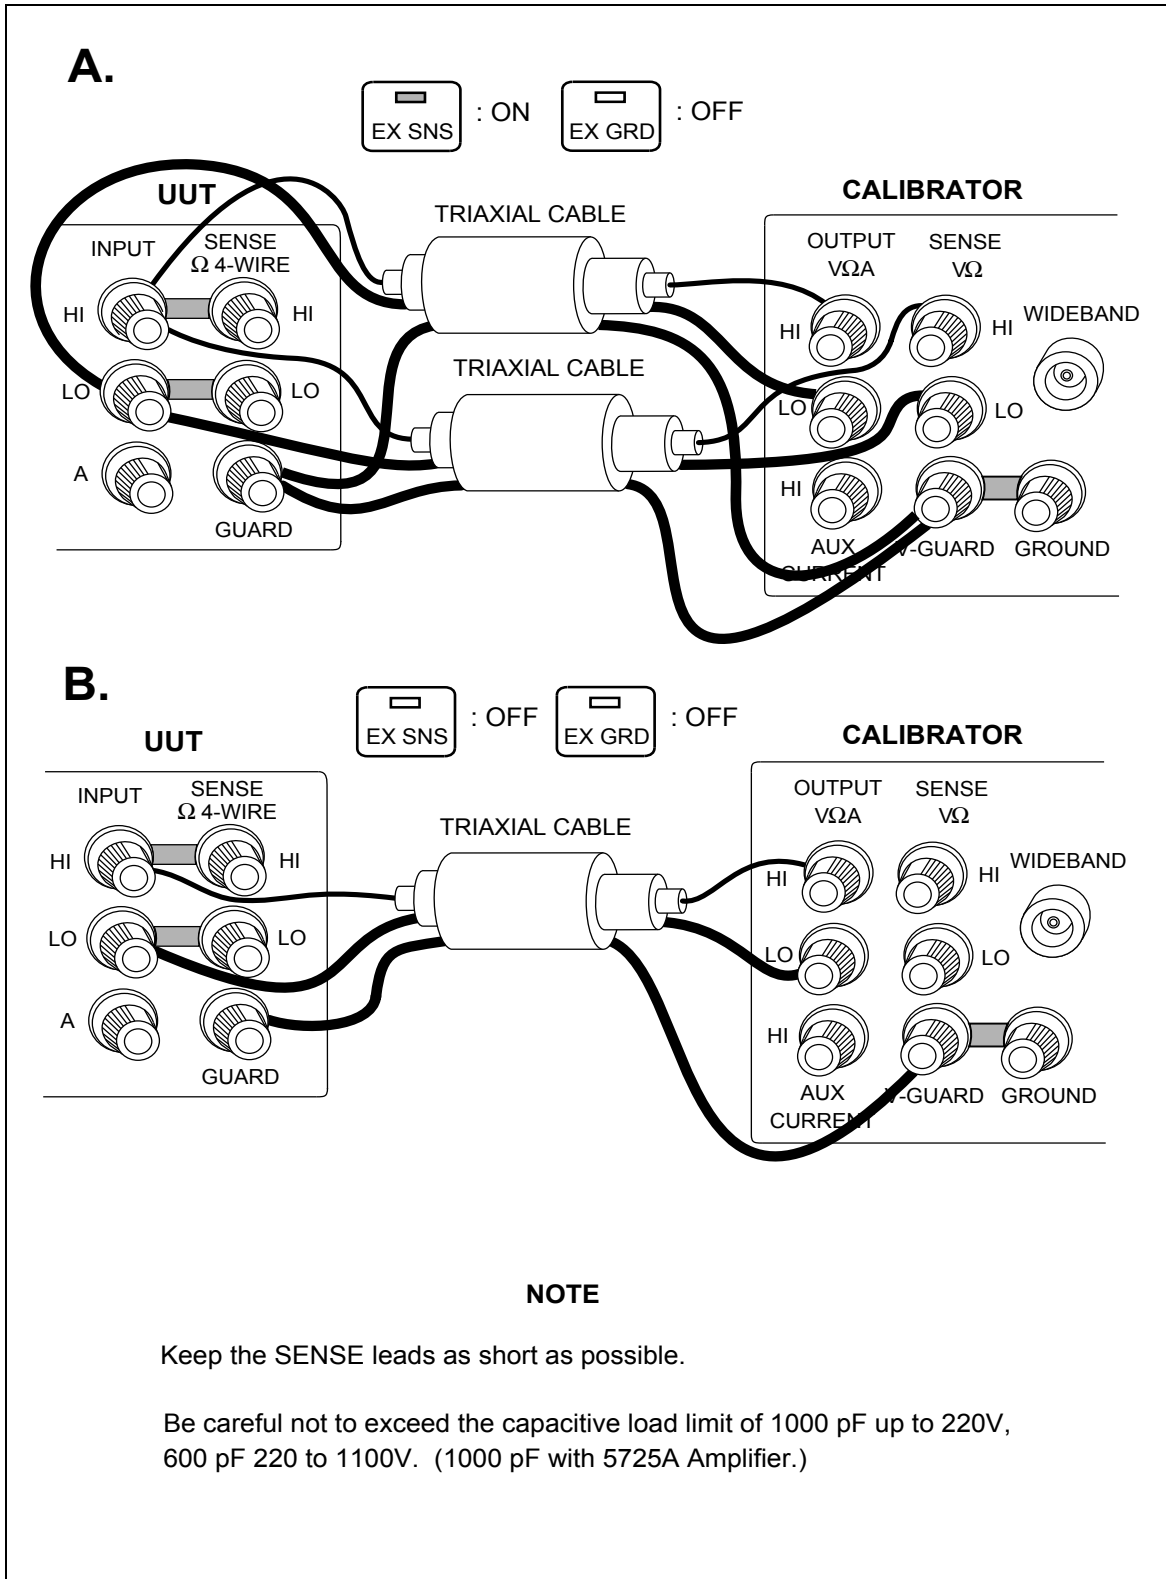 A.
EX SNS : ON EX GRD : OFF
UUT
CALIBRATOR
TRIAXIAL CABLE
INPUT SENSE
Ω 4-WIRE
OUTPUT SENSE
VΩA VΩ
HI HI
HI HI WIDEBAND
TRIAXIAL CABLE
LO LO
LO LO
A
HI
GUARD
AUX V-GUARD GROUND
CURRENT
B.
EX SNS : OFF EX GRD : OFF
UUT
CALIBRATOR
INPUT SENSE
Ω 4-WIRE
OUTPUT SENSE
VΩA VΩ
TRIAXIAL CABLE
HI HI
HI HI WIDEBAND
LO LO
LO LO
A
HI
GUARD
AUX V-GUARD GROUND
CURRENT
NOTE
Keep the SENSE leads as short as possible.
Be careful not to exceed the capacitive load limit of 1000 pF up to 220V,
600 pF 220 to 1100V. (1000 pF with 5725A Amplifier.)